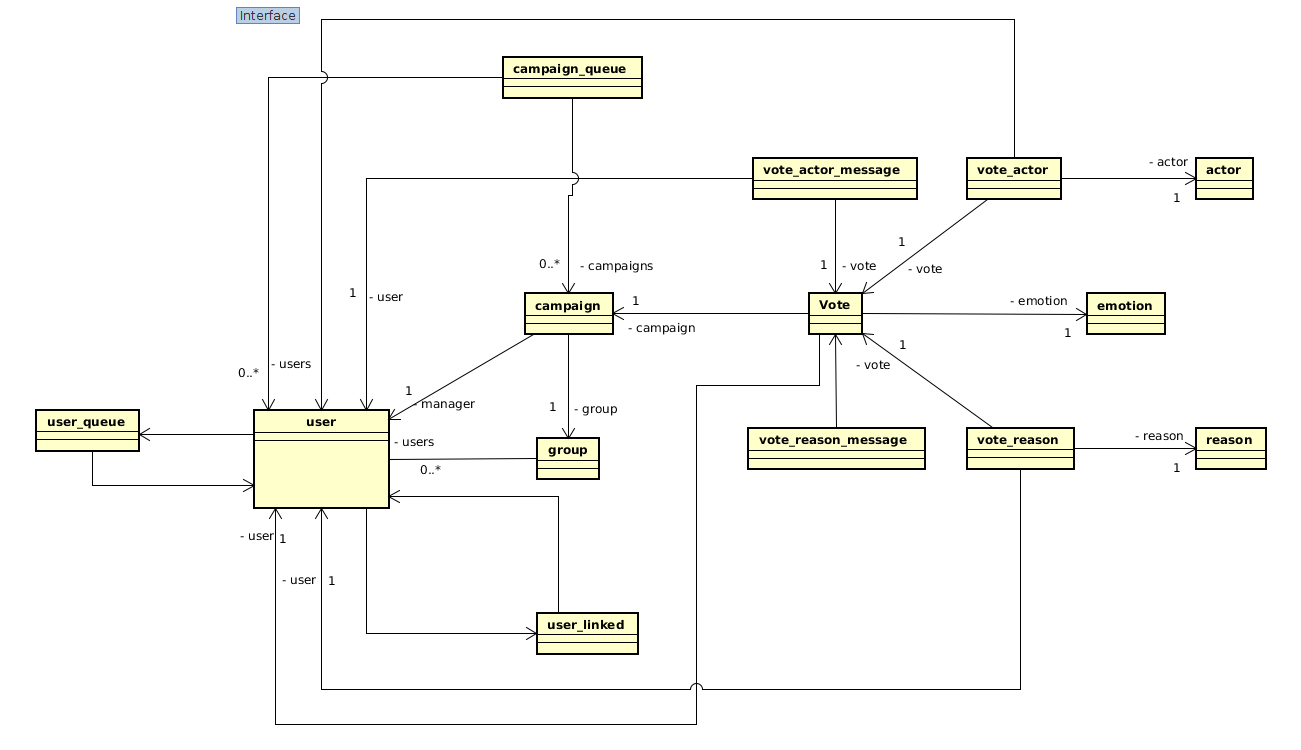 Interface
campaign_queue
vote_actor_message
vote_actor
- actor
actor
1
1
0..*
- campaigns
1
- vote
- vote
1
- user
campaign
1
- campaign
Vote
- emotion
emotion
1
1
- vote
- users
0..*
1
- manager
1
- group
user_queue
user
- users
0..*
group
vote_reason_message
vote_reason
- reason
reason
1
- user
1
- user
1
user_linked